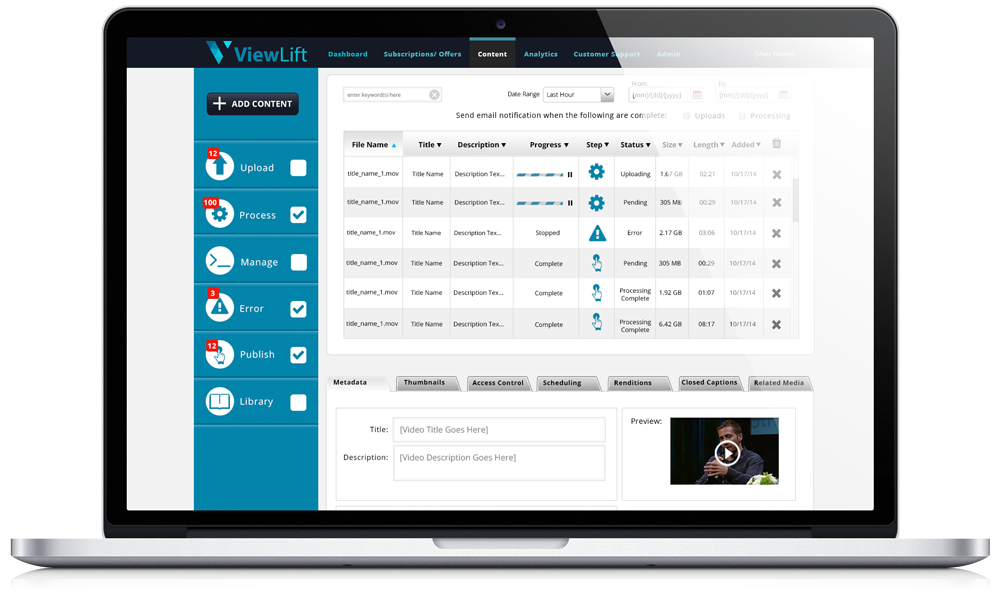 ViewLift
Dashboard Subscriptions/ Offers Content Analytics Customer Support Admin
+ ADD CONTENT
12
Upload
100
Process
Manage
3
Error
12
Publish
Library
enter keyword(s) here
Date Range Last Hour
From: [mm]/[dd]/[yyyy]
To: [mm]/[dd]/[yyyy]
Send email notification when the following are complete: Uploads Processing
File Name Title Description Progress Step Status Size Length Added
title_name_1.mov Title Name Description Tex... Uploading 1.67 GB 02:21 10/17/14
title_name_1.mov Title Name Description Tex... Pending 305 MB 00:29 10/17/14
title_name_1.mov Title Name Description Tex... Stopped Error 2.17 GB 03:06 10/17/14
title_name_1.mov Title Name Description Tex... Complete Pending 305 MB 00:29 10/17/14
title_name_1.mov Title Name Description Tex... Complete Processing Complete 1.92 GB 01:07 10/17/14
title_name_1.mov Title Name Description Tex... Complete Processing Complete 6.42 GB 08:17 10/17/14
Metadata Thumbnails Access Control Scheduling Renditions Closed Captions Related Media
Title: [Video Title Goes Here]
Description: [Video Description Goes Here]
Preview: